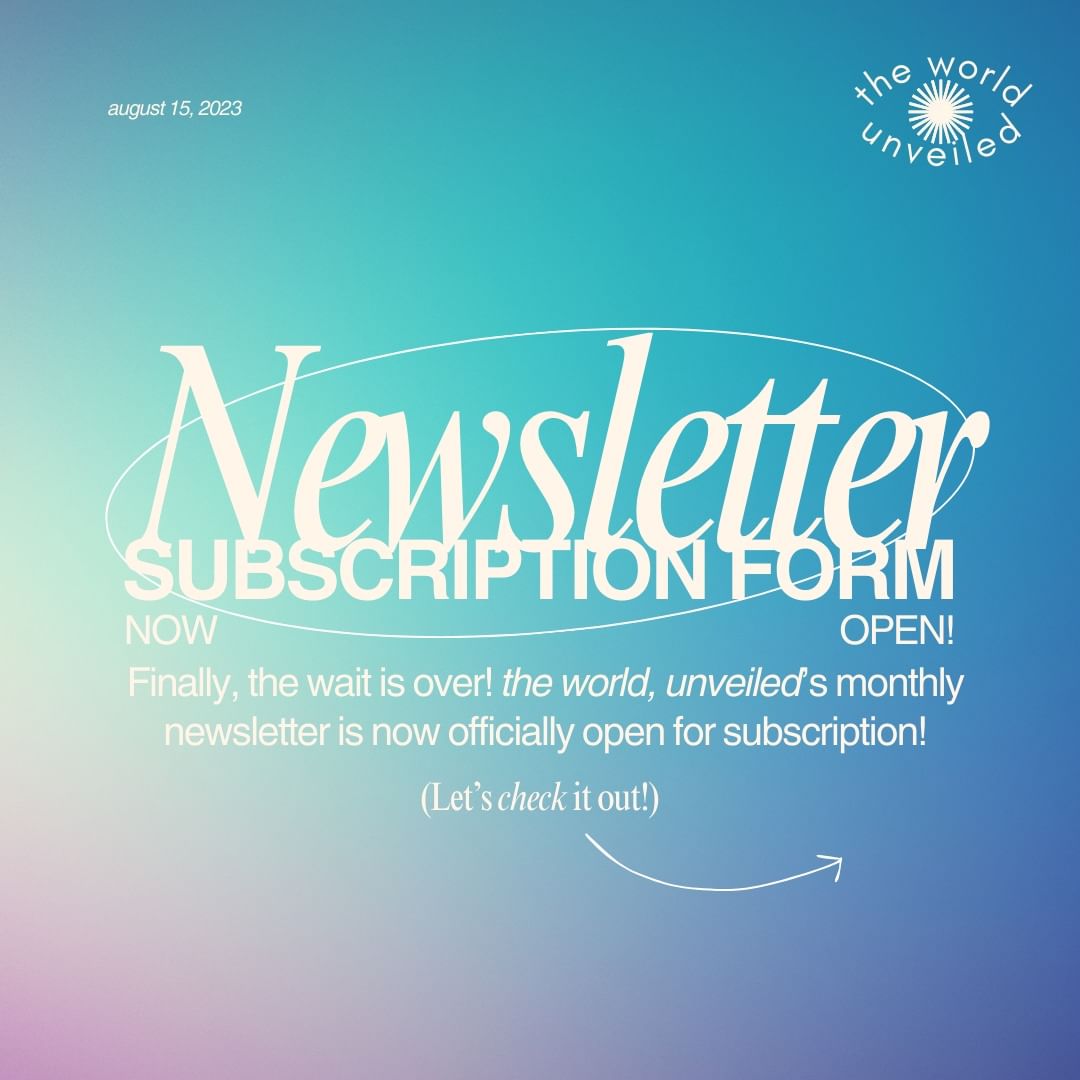 august 15, 2023
the world
unveiled
Newsletter
SUBSCRIPTION FORM
NOW OPEN!
Finally, the wait is over! the world, unveiled's monthly
newsletter is now officially open for subscription!
(Let's check it out!)